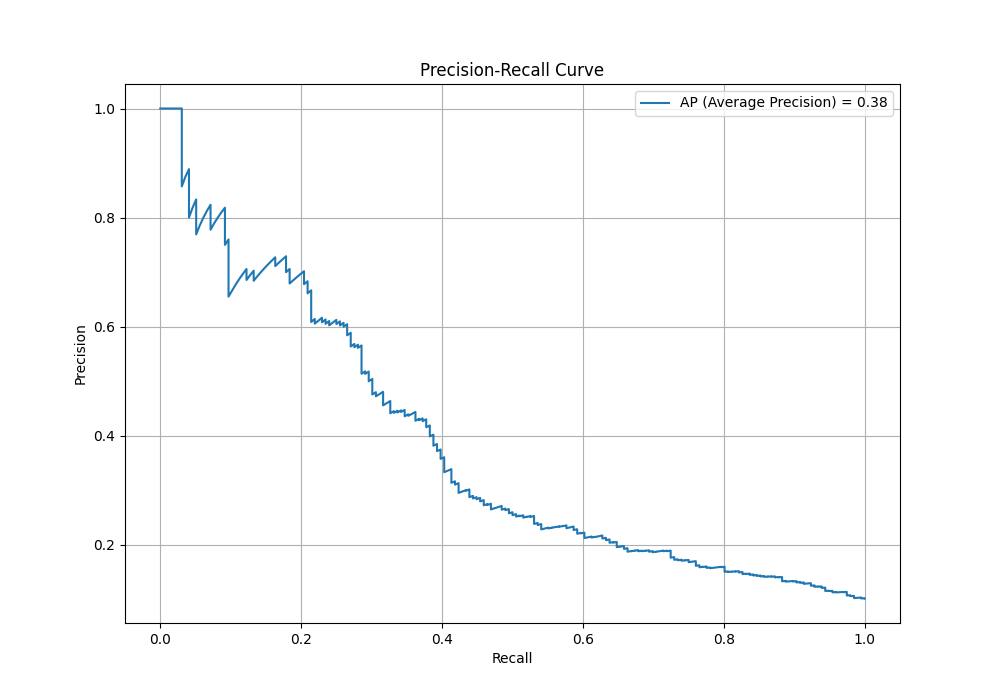 Precision-Recall Curve
AP (Average Precision) = 0.38
Precision
1.0
0.8
0.6
0.4
0.2
0.0 0.2 0.4 0.6 0.8 1.0
Recall